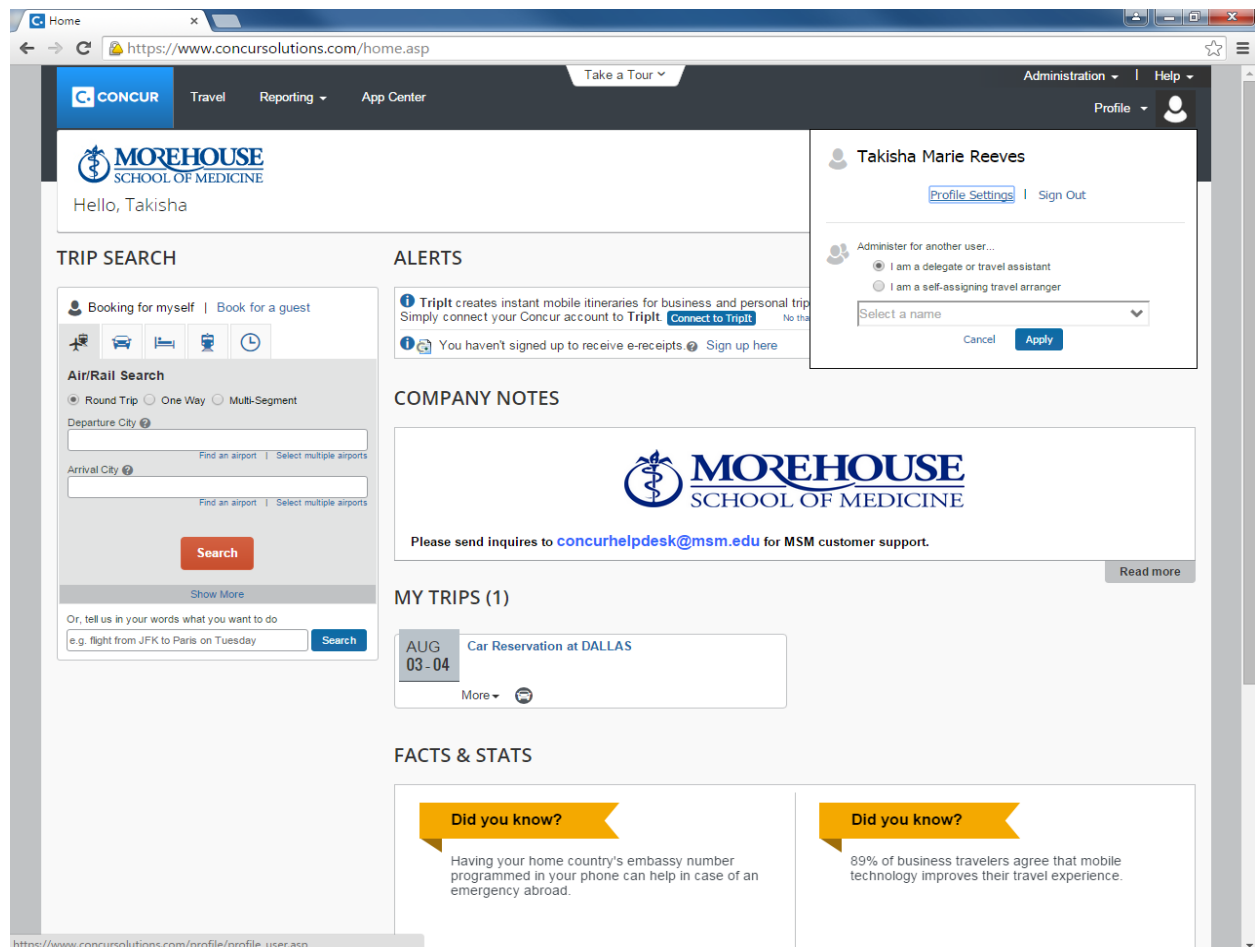 Home
https://www.concursolutions.com/home.asp
Take a Tour
Administration | Help
C. CONCUR Travel Reporting App Center
Profile
MOREHOUSE
SCHOOL OF MEDICINE
Hello, Takisha
Takisha Marie Reeves
Profile Settings | Sign Out
Administer for another user...
I am a delegate or travel assistant
I am a self-assigning travel arranger
Select a name
Cancel Apply
TRIP SEARCH
Booking for myself | Book for a guest
Air/Rail Search
Round Trip One Way Multi-Segment
Departure City
Find an airport | Select multiple airports
Arrival City
Find an airport | Select multiple airports
Search
Show More
Or, tell us in your words what you want to do
e.g. flight from JFK to Paris on Tuesday Search
ALERTS
TripIt creates instant mobile itineraries for business and personal trip
Simply connect your Concur account to TripIt. Connect to TripIt No tha
You haven't signed up to receive e-receipts. Sign up here
COMPANY NOTES
MOREHOUSE
SCHOOL OF MEDICINE
Please send inquires to concurhelpdesk@msm.edu for MSM customer support.
Read more
MY TRIPS (1)
AUG
03 - 04
Car Reservation at DALLAS
More
FACTS & STATS
Did you know?
Having your home country's embassy number
programmed in your phone can help in case of an
emergency abroad.
Did you know?
89% of business travelers agree that mobile
technology improves their travel experience.
https://www.concursolutions.com/profile/profile_user.asp